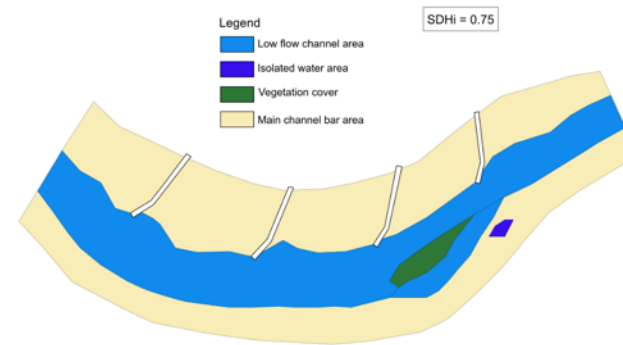 SDHi = 0.75
Legend
Low flow channel area
Isolated water area
Vegetation cover
Main channel bar area